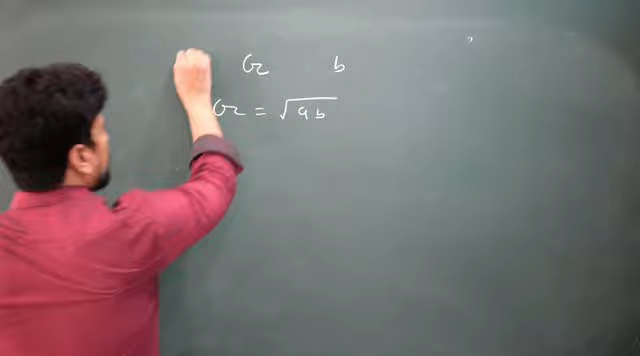 G b
G = √ab